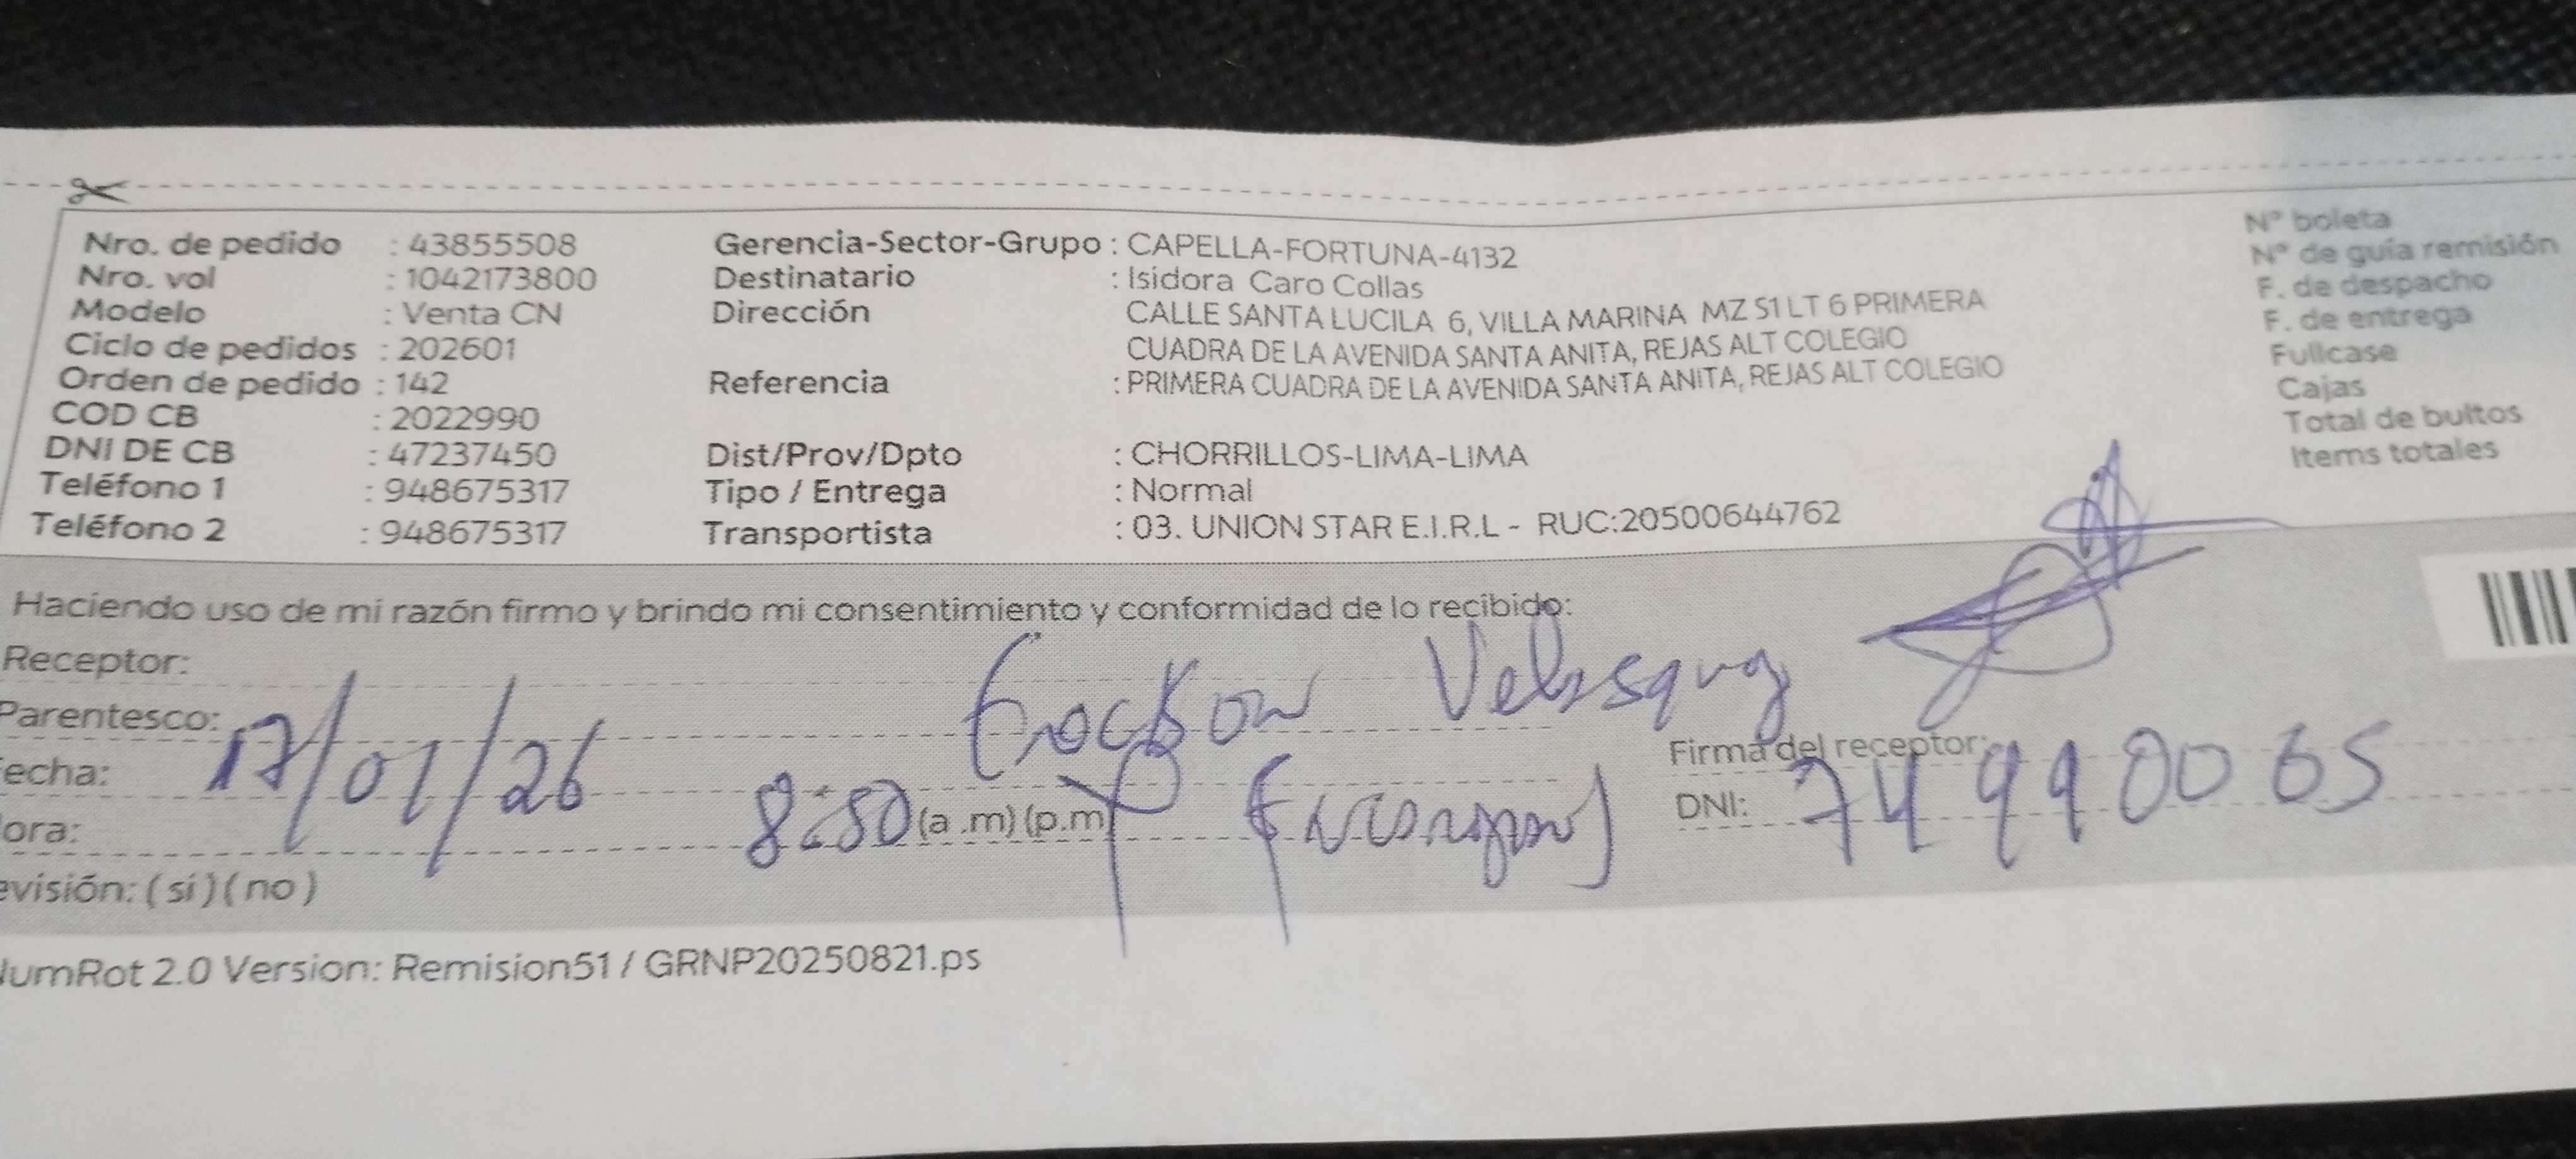 Nro. de pedido : 43855508
Nro. vol : 1042173800
Modelo : Venta CN
Ciclo de pedidos : 202601
Orden de pedido : 142
COD CB : 2022990
DNI DE CB : 47237450
Teléfono 1 : 948675317
Teléfono 2 : 948675317
Gerencia-Sector-Grupo : CAPELLA-FORTUNA-4132
Destinatario : Isidora Caro Collas
Dirección CALLE SANTA LUCILA 6, VILLA MARINA MZ S1 LT 6 PRIMERA
CUADRA DE LA AVENIDA SANTA ANITA, REJAS ALT COLEGIO
Referencia : PRIMERA CUADRA DE LA AVENIDA SANTA ANITA, REJAS ALT COLEGIO
Dist/Prov/Dpto : CHORRILLOS-LIMA-LIMA
Tipo / Entrega : Normal
Transportista : 03. UNION STAR E.I.R.L - RUC:20500644762
N° boleta
N° de guía remisión
F. de despacho
F. de entrega
Fullcase
Cajas
Total de bultos
Items totales
Haciendo uso de mi razón firmo y brindo mi consentimiento y conformidad de lo recibido:
Receptor:
Parentesco:
echa: 17/01/26
ora: 8:50 (a .m) (p.m)
evisión: ( si ) ( no )
Firma del receptor:
DNI: 74990065
umRot 2.0 Version: Remision51 / GRNP20250821.ps